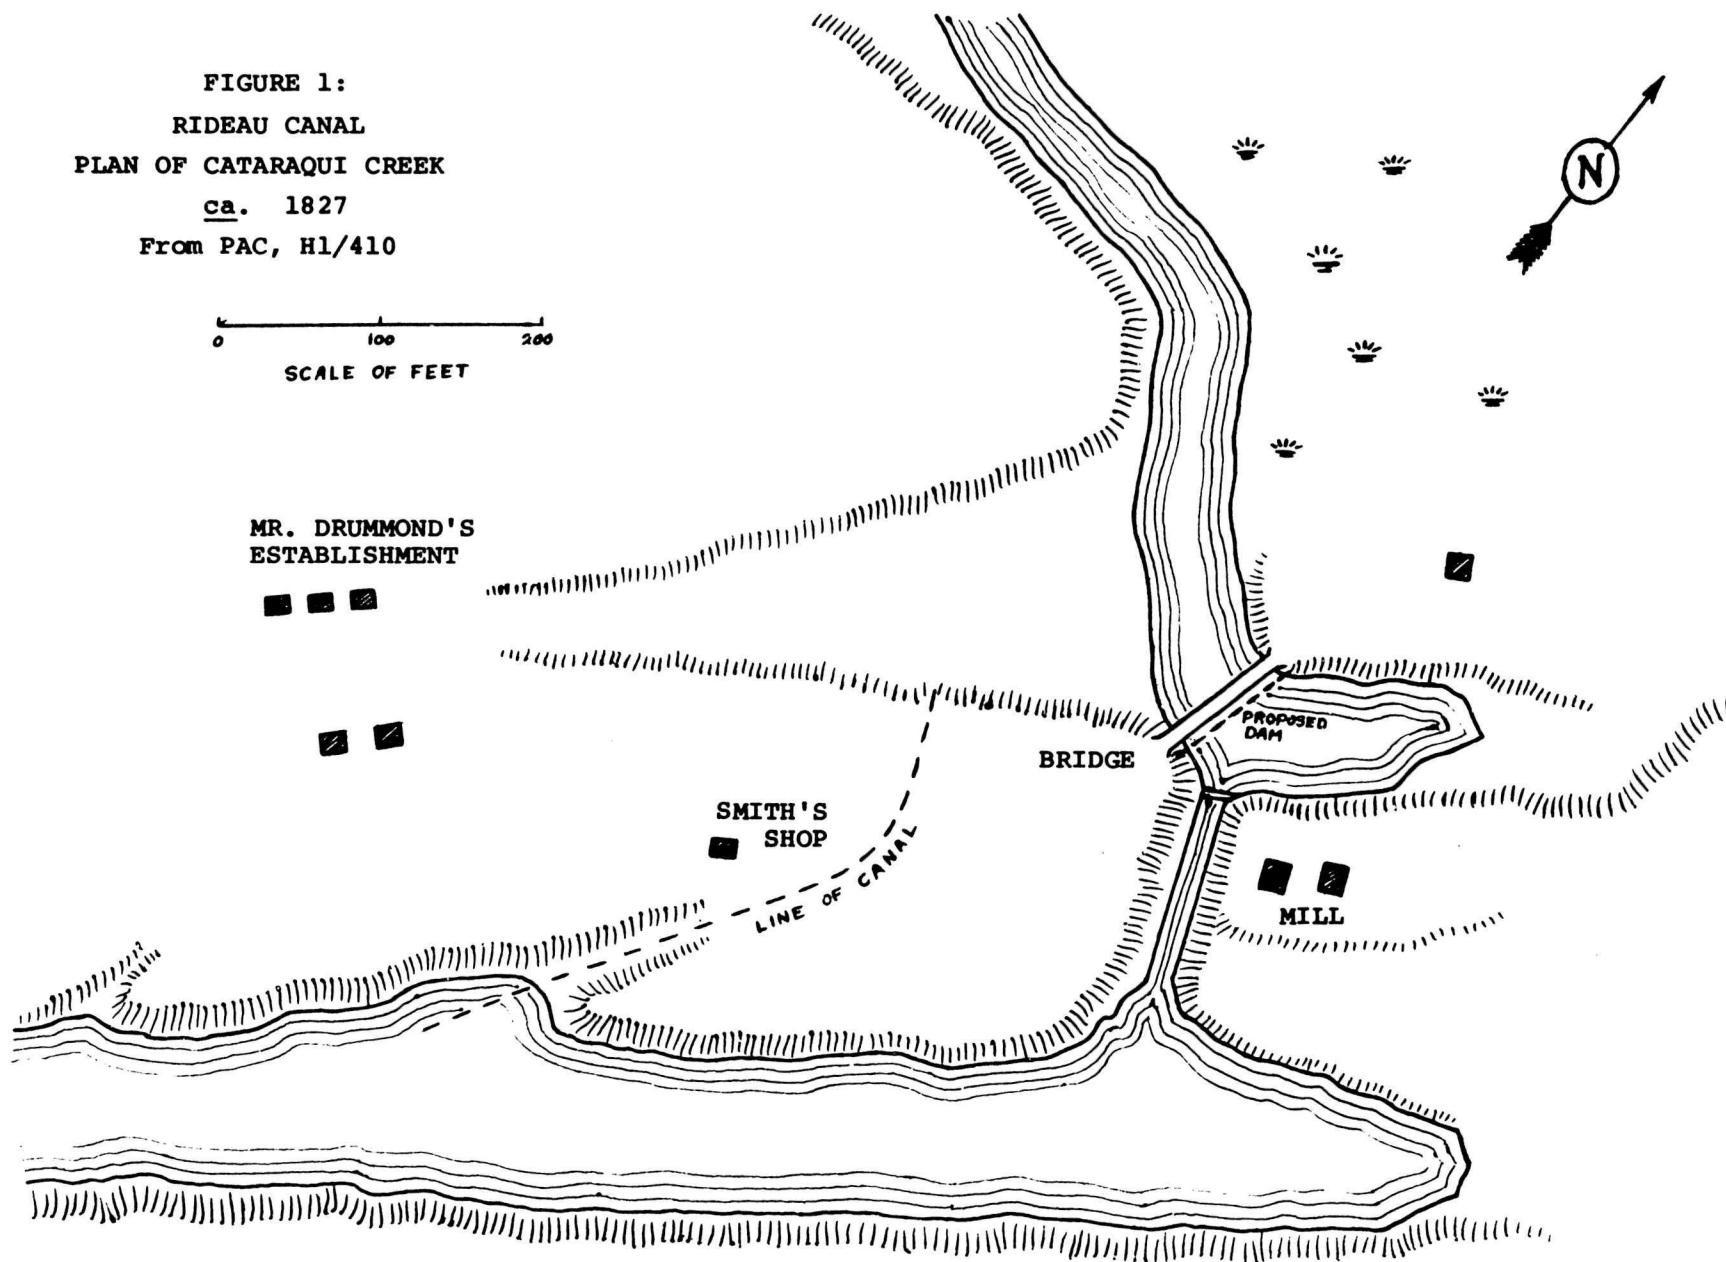 FIGURE 1:
RIDEAU CANAL
PLAN OF CATARAQUI CREEK
ca. 1827
From PAC, H1/410
0 100 200
SCALE OF FEET
N
MR. DRUMMOND'S
ESTABLISHMENT
PROPOSED
DAM
BRIDGE
SMITH'S
SHOP
LINE OF CANAL
MILL